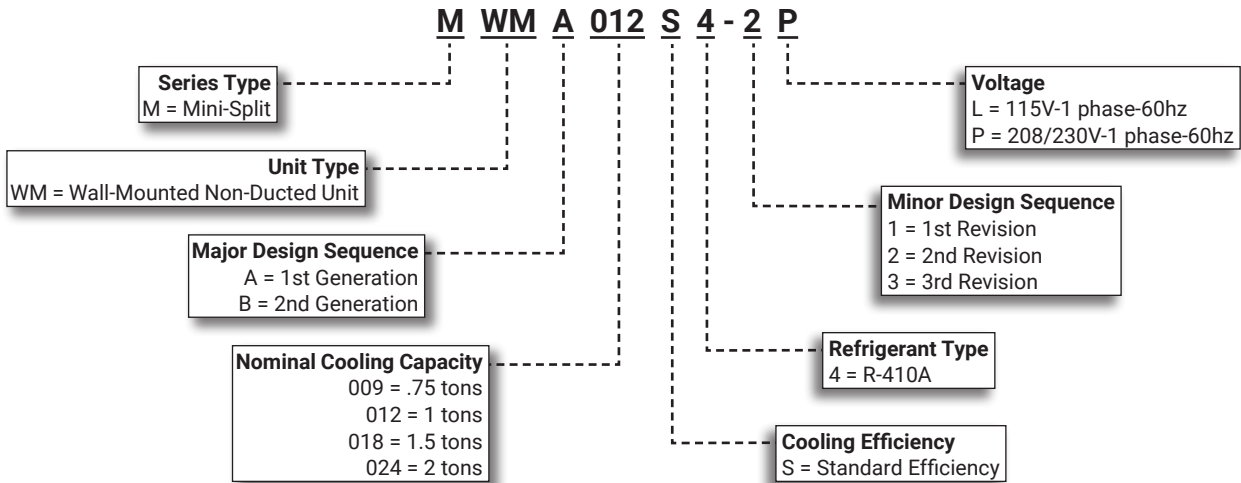 M WM A 012 S 4 - 2 P
Series Type
M = Mini-Split
Unit Type
WM = Wall-Mounted Non-Ducted Unit
Major Design Sequence
A = 1st Generation
B = 2nd Generation
Nominal Cooling Capacity
009 = .75 tons
012 = 1 tons
018 = 1.5 tons
024 = 2 tons
Voltage
L = 115V-1 phase-60hz
P = 208/230V-1 phase-60hz
Minor Design Sequence
1 = 1st Revision
2 = 2nd Revision
3 = 3rd Revision
Refrigerant Type
4 = R-410A
Cooling Efficiency
S = Standard Efficiency